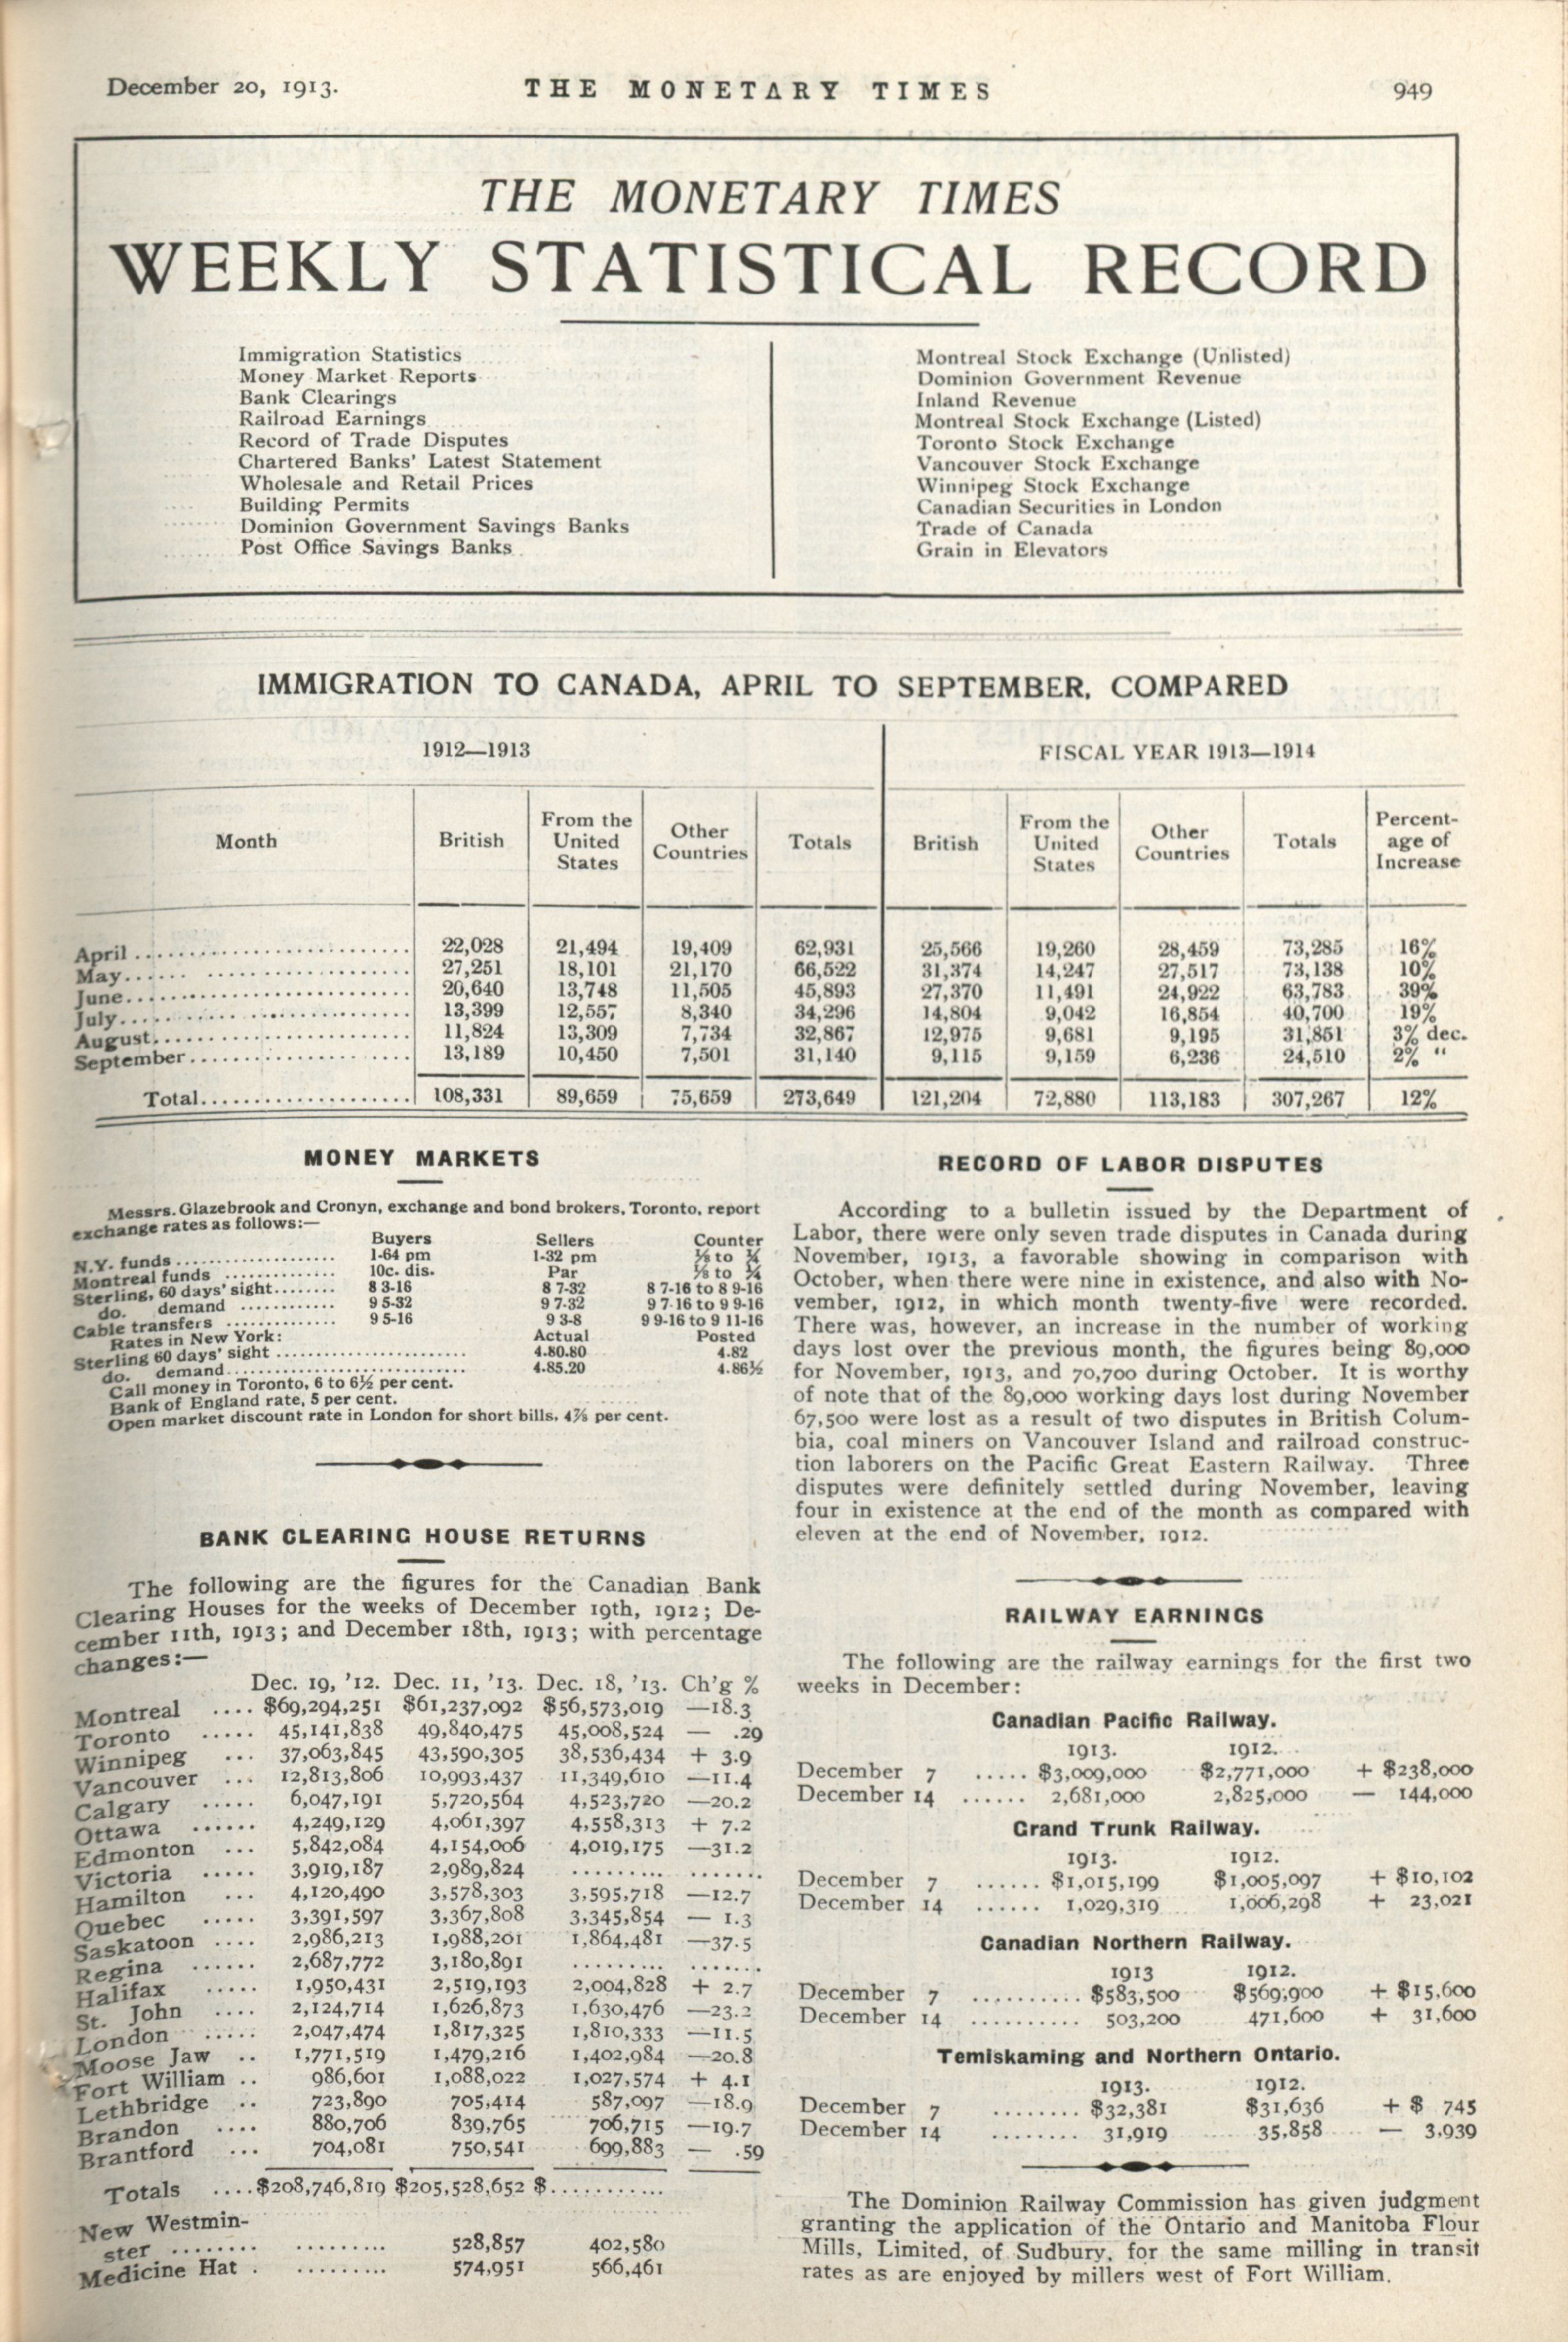 December 20, 1913.
THE MONETARY TIMES
949
THE MONETARY TIMES
WEEKLY STATISTICAL RECORD
Immigration Statistics
Money Market Reports
Bank Clearings
Railroad Earnings
Record of Trade Disputes
Chartered Banks' Latest Statement
Wholesale and Retail Prices
Building Permits
Dominion Government Savings Banks
Post Office Savings Banks
Montreal Stock Exchange (Unlisted)
Dominion Government Revenue
Inland Revenue
Montreal Stock Exchange (Listed)
Toronto Stock Exchange
Vancouver Stock Exchange
Winnipeg Stock Exchange
Canadian Securities in London
Trade of Canada
Grain in Elevators
IMMIGRATION TO CANADA, APRIL TO SEPTEMBER, COMPARED
1912—1913 FISCAL YEAR 1913—1914
Month British From the United States Other Countries Totals British From the United States Other Countries Totals Percentage of Increase
April 22,028 21,494 19,409 62,931 25,566 19,260 28,459 73,285 16%
May 27,251 18,101 21,170 66,522 31,374 14,247 27,517 73,138 10%
June 20,640 13,748 11,505 45,893 27,370 11,491 24,922 63,783 39%
July 13,399 12,557 8,340 34,296 14,804 9,042 16,854 40,700 19%
August 11,824 13,309 7,734 32,867 12,975 9,681 9,195 31,851 3% dec.
September 13,189 10,450 7,501 31,140 9,115 9,159 6,236 24,510 2% "
Total 108,331 89,659 75,659 273,649 121,204 72,880 113,183 307,267 12%
MONEY MARKETS
Messrs. Glazebrook and Cronyn, exchange and bond brokers, Toronto, report
exchange rates as follows:—
Buyers Sellers Counter
N.Y. funds 1-64 pm 1-32 pm ⅛ to ¼
Montreal funds 10c. dis. Par ⅛ to ¼
Sterling, 60 days' sight 8 3-16 8 7-32 8 7-16 to 8 9-16
do. demand 9 5-32 9 7-32 9 7-16 to 9 9-16
Cable transfers 9 5-16 9 3-8 9 9-16 to 9 11-16
Rates in New York: Actual Posted
Sterling 60 days' sight 4.80.80 4.82
do. demand 4.85.20 4.86½
Call money in Toronto, 6 to 6½ per cent.
Bank of England rate, 5 per cent.
Open market discount rate in London for short bills, 4⅞ per cent.
BANK CLEARING HOUSE RETURNS
The following are the figures for the Canadian Bank
Clearing Houses for the weeks of December 19th, 1912; De-
cember 11th, 1913; and December 18th, 1913; with percentage
changes:—
Dec. 19, '12. Dec. 11, '13. Dec. 18, '13. Ch'g %
Montreal .... $69,294,251 $61,237,092 $56,573,019 —18.3
Toronto ..... 45,141,838 49,840,475 45,008,524 — .29
Winnipeg ... 37,063,845 43,590,305 38,536,434 + 3.9
Vancouver ... 12,813,806 10,993,437 11,349,610 —11.4
Calgary ..... 6,047,191 5,720,564 4,523,720 —20.2
Ottawa ...... 4,249,129 4,061,397 4,558,313 + 7.2
Edmonton ... 5,842,084 4,154,006 4,019,175 —31.2
Victoria ..... 3,919,187 2,989,824 ......... .......
Hamilton ... 4,120,490 3,578,303 3,595,718 —12.7
Quebec ..... 3,391,597 3,367,808 3,345,854 — 1.3
Saskatoon .... 2,986,213 1,988,201 1,864,481 —37.5
Regina ...... 2,687,772 3,180,891 ......... .......
Halifax ..... 1,950,431 2,519,193 2,004,828 + 2.7
St. John .... 2,124,714 1,626,873 1,630,476 —23.2
London ..... 2,047,474 1,817,325 1,810,333 —11.5
Moose Jaw .. 1,771,519 1,479,216 1,402,984 —20.8
Fort William .. 986,601 1,088,022 1,027,574 + 4.1
Lethbridge .. 723,890 705,414 587,097 —18.9
Brandon .... 880,706 839,765 706,715 —19.7
Brantford ... 704,081 750,541 699,883 — .59
Totals ....$208,746,819 $205,528,652 $...........
New Westmin-
ster ........ ......... 528,857 402,580
Medicine Hat . ......... 574,951 566,461
RECORD OF LABOR DISPUTES
According to a bulletin issued by the Department of
Labor, there were only seven trade disputes in Canada during
November, 1913, a favorable showing in comparison with
October, when there were nine in existence, and also with No-
vember, 1912, in which month twenty-five were recorded.
There was, however, an increase in the number of working
days lost over the previous month, the figures being 89,000
for November, 1913, and 70,700 during October. It is worthy
of note that of the 89,000 working days lost during November
67,500 were lost as a result of two disputes in British Colum-
bia, coal miners on Vancouver Island and railroad construc-
tion laborers on the Pacific Great Eastern Railway. Three
disputes were definitely settled during November, leaving
four in existence at the end of the month as compared with
eleven at the end of November, 1912.
RAILWAY EARNINGS
The following are the railway earnings for the first two
weeks in December:
Canadian Pacific Railway.
1913. 1912.
December 7 ..... $3,009,000 $2,771,000 + $238,000
December 14 ...... 2,681,000 2,825,000 — 144,000
Grand Trunk Railway.
1913. 1912.
December 7 ...... $1,015,199 $1,005,097 + $10,102
December 14 ...... 1,029,319 1,006,298 + 23,021
Canadian Northern Railway.
1913 1912.
December 7 .......... $583,500 $569,900 + $15,600
December 14 .......... 503,200 471,600 + 31,600
Temiskaming and Northern Ontario.
1913. 1912.
December 7 ........ $32,381 $31,636 + $ 745
December 14 ........ 31,919 35,858 — 3,939
The Dominion Railway Commission has given judgment
granting the application of the Ontario and Manitoba Flour
Mills, Limited, of Sudbury, for the same milling in transit
rates as are enjoyed by millers west of Fort William.